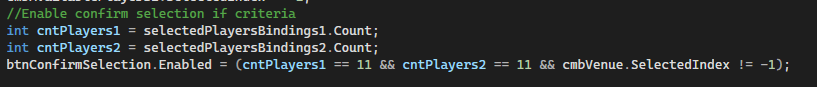 //Enable confirm selection if criteria
int cntPlayers1 = selectedPlayersBindings1.Count;
int cntPlayers2 = selectedPlayersBindings2.Count;
btnConfirmSelection.Enabled = (cntPlayers1 == 11 && cntPlayers2 == 11 && cmbVenue.SelectedIndex != -1);